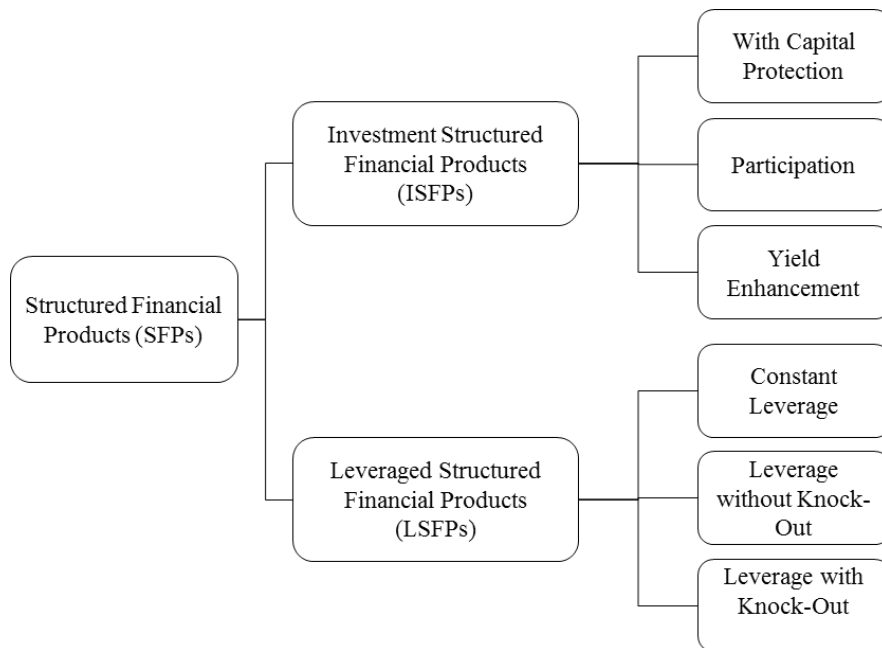 Structured Financial
Products (SFPs)
Investment Structured
Financial Products
(ISFPs)
With Capital
Protection
Participation
Yield
Enhancement
Leveraged Structured
Financial Products
(LSFPs)
Constant
Leverage
Leverage
without Knock-
Out
Leverage with
Knock-Out